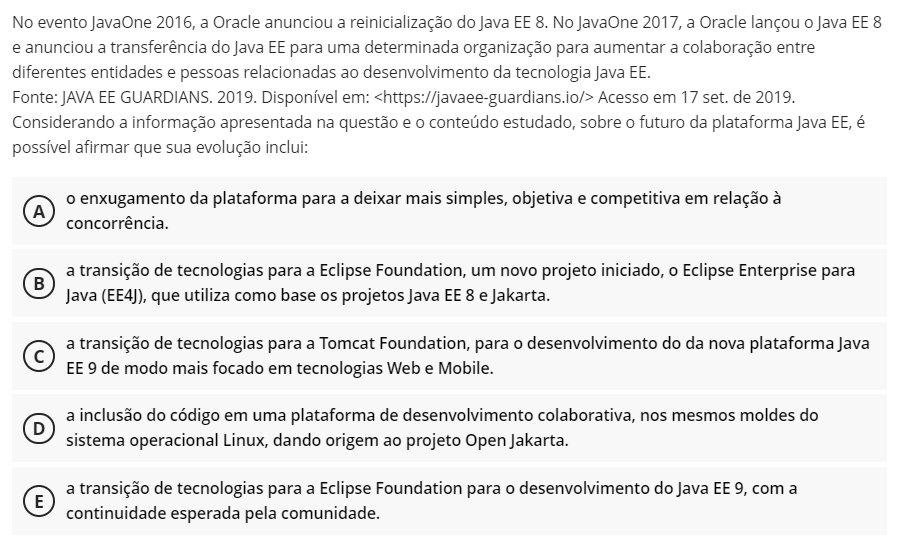 No evento JavaOne 2016, a Oracle anunciou a reinicialização do Java EE 8. No JavaOne 2017, a Oracle lançou o Java EE 8
e anunciou a transferência do Java EE para uma determinada organização para aumentar a colaboração entre
diferentes entidades e pessoas relacionadas ao desenvolvimento da tecnologia Java EE.
Fonte: JAVA EE GUARDIANS. 2019. Disponível em: <https://javaee-guardians.io/> Acesso em 17 set. de 2019.
Considerando a informação apresentada na questão e o conteúdo estudado, sobre o futuro da plataforma Java EE, é
possível afirmar que sua evolução inclui:
A o enxugamento da plataforma para a deixar mais simples, objetiva e competitiva em relação à
concorrência.
B a transição de tecnologias para a Eclipse Foundation, um novo projeto iniciado, o Eclipse Enterprise para
Java (EE4J), que utiliza como base os projetos Java EE 8 e Jakarta.
C a transição de tecnologias para a Tomcat Foundation, para o desenvolvimento do da nova plataforma Java
EE 9 de modo mais focado em tecnologias Web e Mobile.
D a inclusão do código em uma plataforma de desenvolvimento colaborativa, nos mesmos moldes do
sistema operacional Linux, dando origem ao projeto Open Jakarta.
E a transição de tecnologias para a Eclipse Foundation para o desenvolvimento do Java EE 9, com a
continuidade esperada pela comunidade.